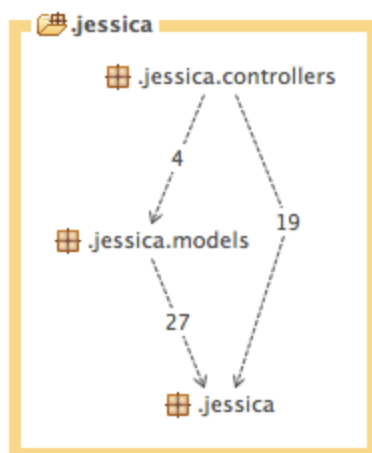 .jessica
.jessica.controllers
4
19
.jessica.models
27
.jessica